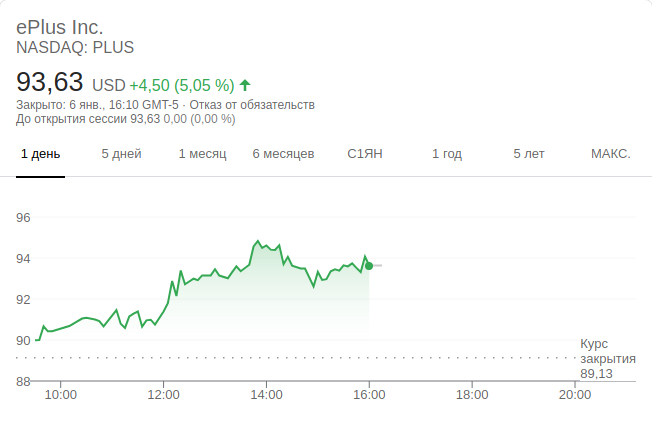 ePlus Inc.
NASDAQ: PLUS
93,63 USD +4,50 (5,05 %)
Закрыто: 6 янв., 16:10 GMT-5 · Отказ от обязательств
До открытия сессии 93,63 0,00 (0,00 %)
1 день 5 дней 1 месяц 6 месяцев С1ЯН 1 год 5 лет МАКС.
96
94
92
90
Курс
закрытия
89,13
88
10:00 12:00 14:00 16:00 18:00 20:00